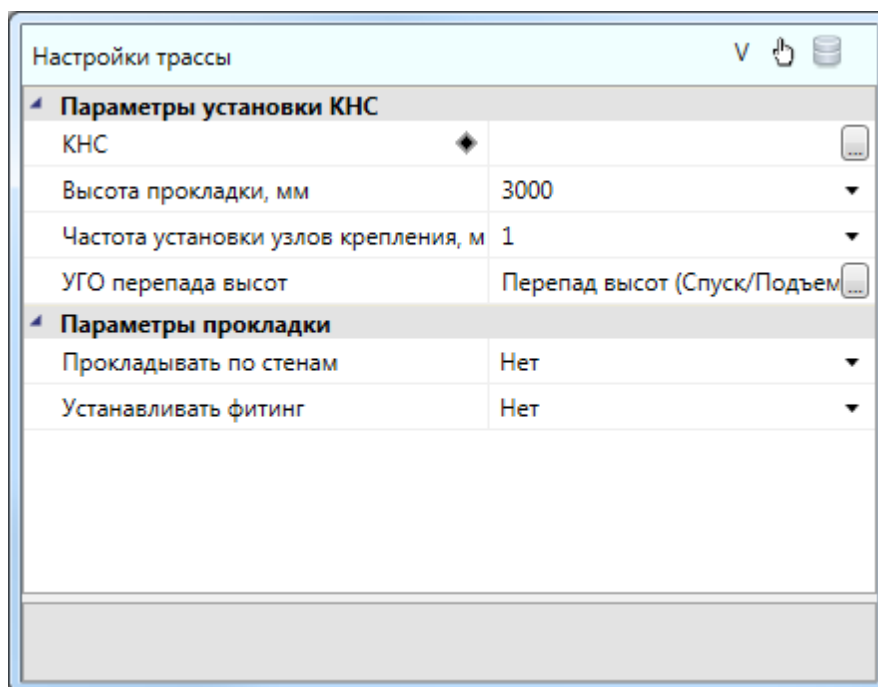 Настройки трассы V
Параметры установки КНС
КНС ...
Высота прокладки, мм 3000
Частота установки узлов крепления, м 1
УГО перепада высот Перепад высот (Спуск/Подъем ...
Параметры прокладки
Прокладывать по стенам Нет
Устанавливать фитинг Нет